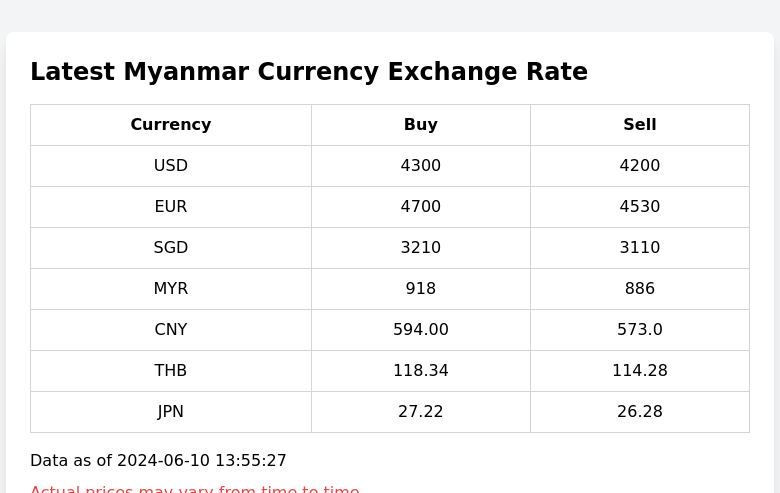 Latest Myanmar Currency Exchange Rate
Currency Buy Sell
USD 4300 4200
EUR 4700 4530
SGD 3210 3110
MYR 918 886
CNY 594.00 573.0
THB 118.34 114.28
JPN 27.22 26.28
Data as of 2024-06-10 13:55:27
Actual prices may vary from time to time